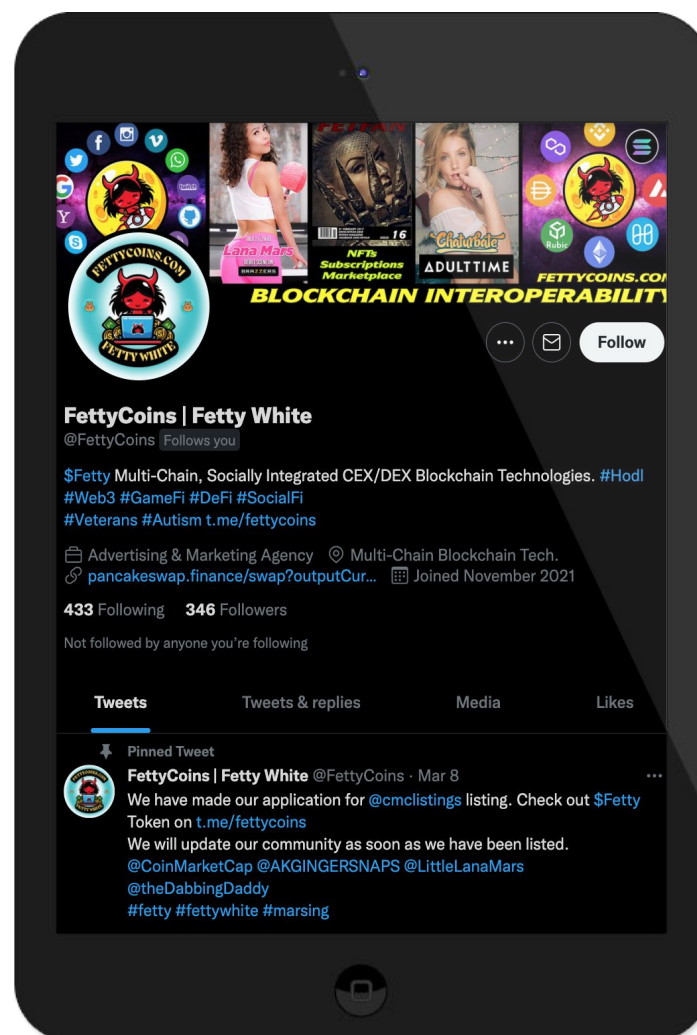 FETFAN
16
Lana Mars
BRAZZERS
NFTs
Subscriptions
Marketplace
Chaturbate
ADULTTIME
twitch
Rubic
FETTYCOINS.COM
BLOCKCHAIN INTEROPERABILITY
FETTYCOINS.COM
FETTY WHITE
Follow
FettyCoins | Fetty White
@FettyCoins Follows you
$Fetty Multi-Chain, Socially Integrated CEX/DEX Blockchain Technologies. #Hodl
#Web3 #GameFi #DeFi #SocialFi
#Veterans #Autism t.me/fettycoins
Advertising & Marketing Agency Multi-Chain Blockchain Tech.
pancakeswap.finance/swap?outputCur... Joined November 2021
433 Following 346 Followers
Not followed by anyone you’re following
Tweets Tweets & replies Media Likes
Pinned Tweet
FettyCoins | Fetty White @FettyCoins · Mar 8
We have made our application for @cmclistings listing. Check out $Fetty
Token on t.me/fettycoins
We will update our community as soon as we have been listed.
@CoinMarketCap @AKGINGERSNAPS @LittleLanaMars
@theDabbingDaddy
#fetty #fettywhite #marsing